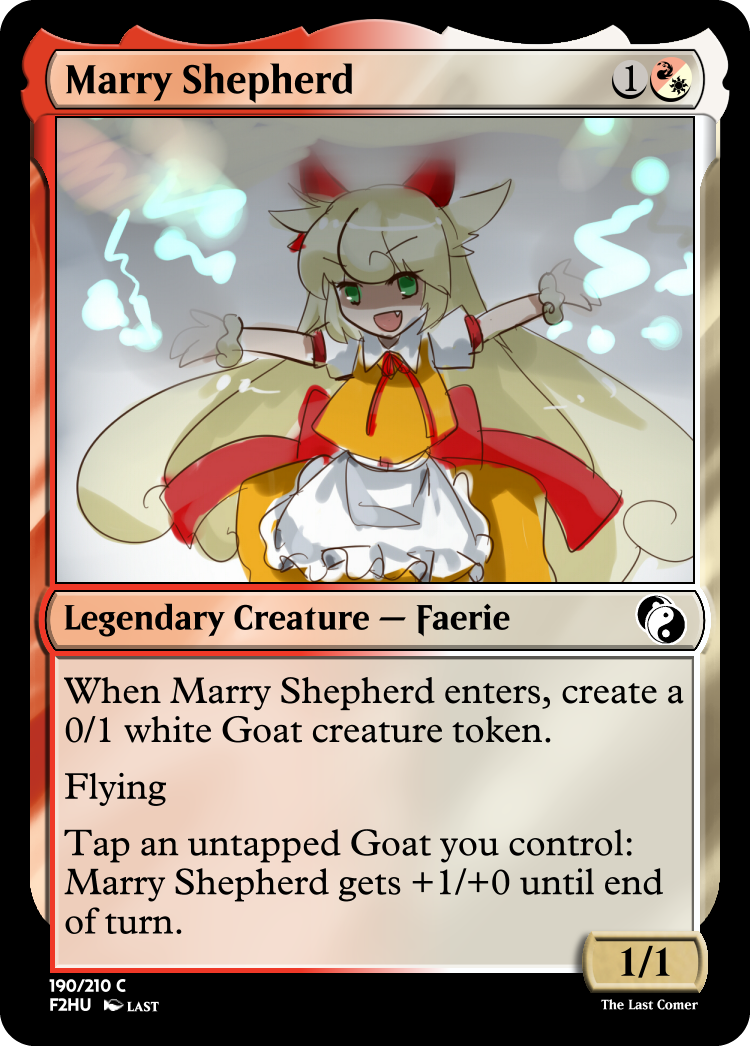 Marry Shepherd 1
Legendary Creature — Faerie
When Marry Shepherd enters, create a
0/1 white Goat creature token.
Flying
Tap an untapped Goat you control:
Marry Shepherd gets +1/+0 until end
of turn.
1/1
190/210 C
F2HU LAST
The Last Comer